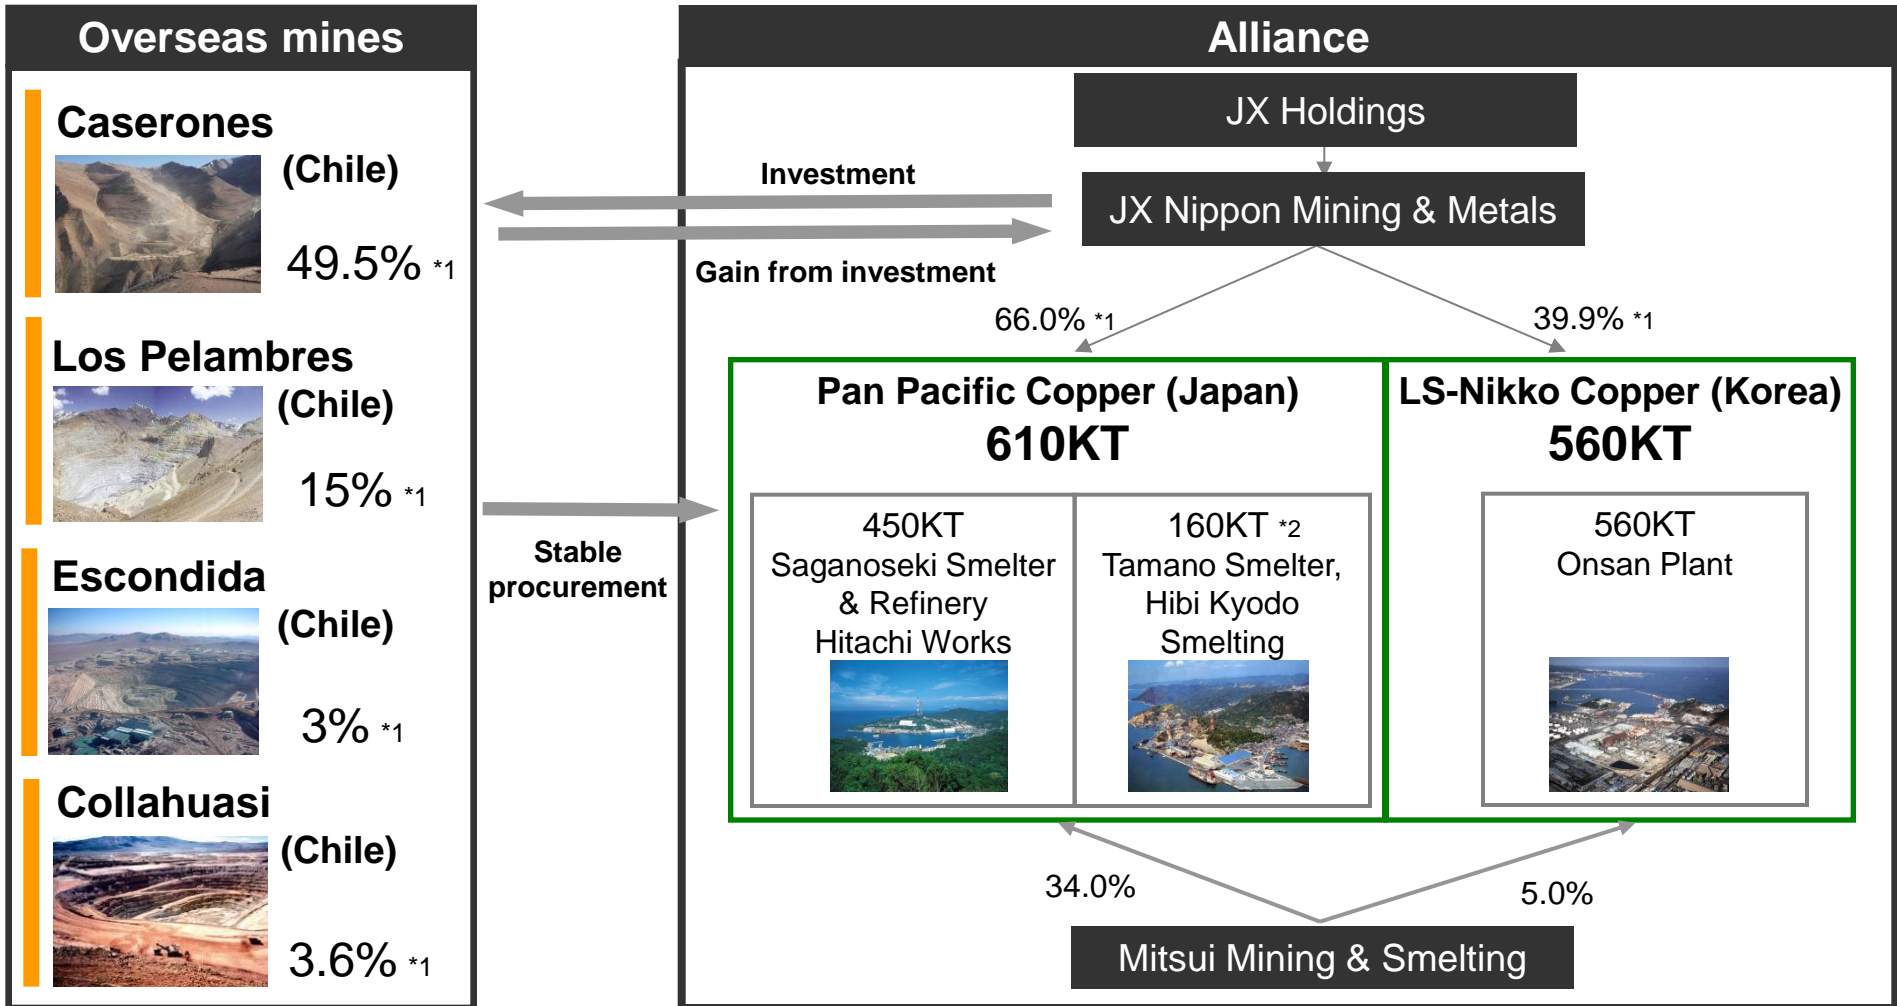 Overseas mines
Caserones
(Chile)
49.5% *1
Los Pelambres
(Chile)
15% *1
Escondida
(Chile)
3% *1
Collahuasi
(Chile)
3.6% *1
Investment
Gain from investment
Stable
procurement
Alliance
JX Holdings
JX Nippon Mining & Metals
66.0% *1
39.9% *1
Pan Pacific Copper (Japan)
610KT
450KT
Saganoseki Smelter
& Refinery
Hitachi Works
160KT *2
Tamano Smelter,
Hibi Kyodo
Smelting
LS-Nikko Copper (Korea)
560KT
560KT
Onsan Plant
34.0%
5.0%
Mitsui Mining & Smelting